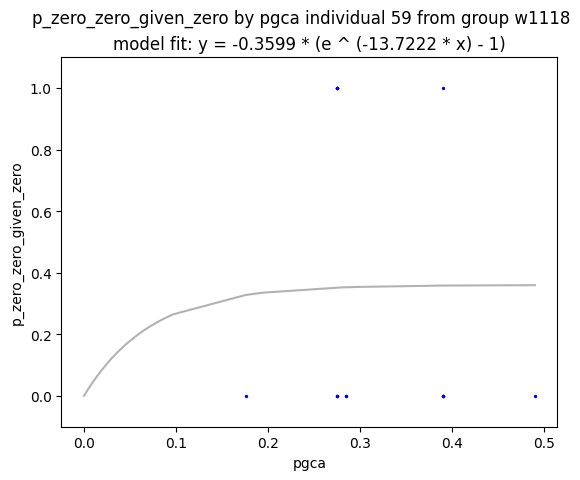 p_zero_zero_given_zero by pgca individual 59 from group w1118
model fit: y = -0.3599 * (e ^ (-13.7222 * x) - 1)
p_zero_zero_given_zero
1.0
0.8
0.6
0.4
0.2
0.0
0.0 0.1 0.2 0.3 0.4 0.5
pgca